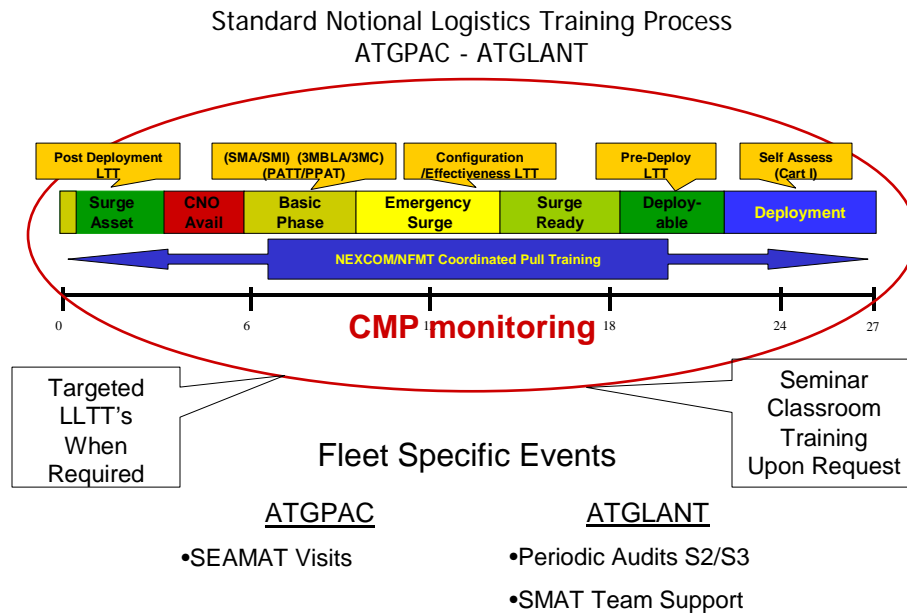 Standard Notional Logistics Training Process
ATGPAC - ATGLANT
Post Deployment
LTT
(SMA/SMI) (3MBLA/3MC)
(PATT/PPAT)
Configuration
/Effectiveness LTT
Pre-Deploy
LTT
Self Assess
(Cart I)
Surge
Asset
CNO
Avail
Basic
Phase
Emergency
Surge
Surge
Ready
Deploy-
able
Deployment
NEXCOM/NFMT Coordinated Pull Training
0
6
18
24
27
CMP monitoring
Targeted
LLTT's
When
Required
Seminar
Classroom
Training
Upon Request
Fleet Specific Events
ATGPAC
•SEAMAT Visits
ATGLANT
•Periodic Audits S2/S3
•SMAT Team Support